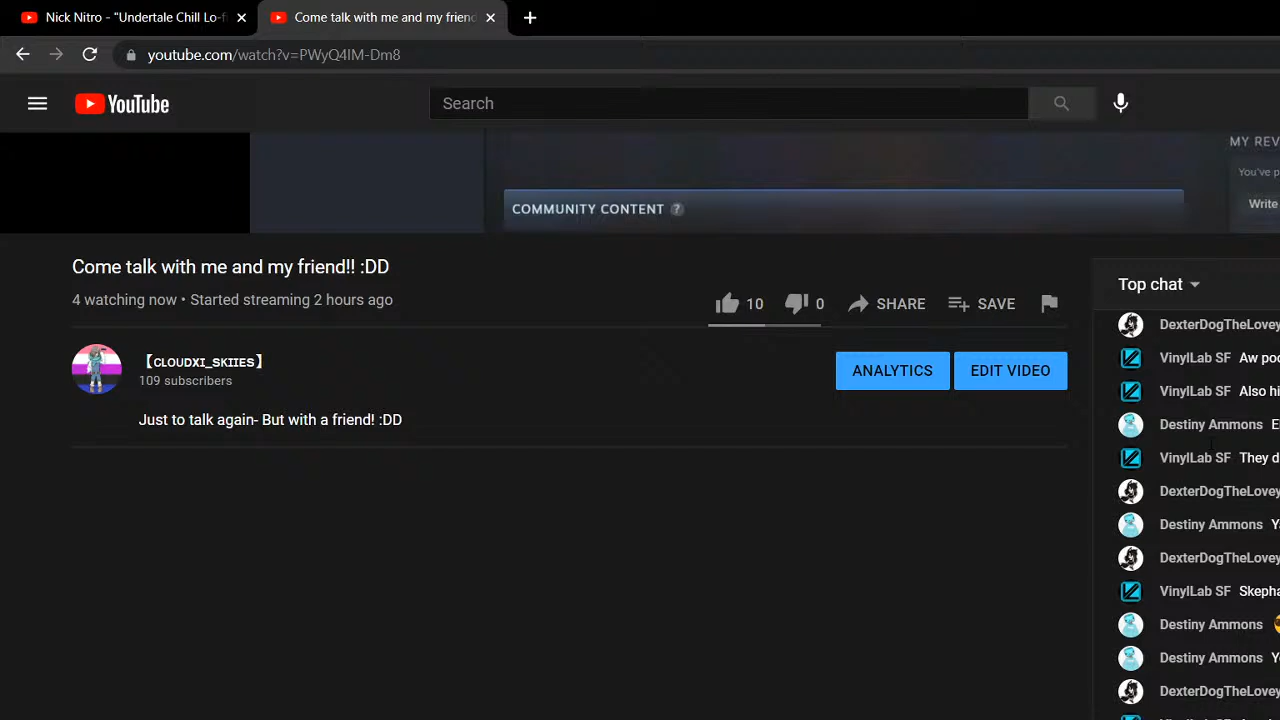 Nick Nitro - "Undertale Chill Lo-fi
Come talk with me and my friend
youtube.com/watch?v=PWyQ4IM-Dm8
YouTube
Search
MY REV
You've p
COMMUNITY CONTENT ?
Write
Come talk with me and my friend!! :DD
4 watching now • Started streaming 2 hours ago
10
0
SHARE
SAVE
Top chat
【ᴄʟᴏᴜᴅxɪ_sᴋɪɪᴇs】
109 subscribers
ANALYTICS
EDIT VIDEO
Just to talk again- But with a friend! :DD
DexterDogTheLovey
VinylLab SF Aw poo
VinylLab SF Also hi
Destiny Ammons
VinylLab SF They d
DexterDogTheLovey
Destiny Ammons
DexterDogTheLovey
VinylLab SF Skepha
Destiny Ammons
Destiny Ammons
DexterDogTheLovey